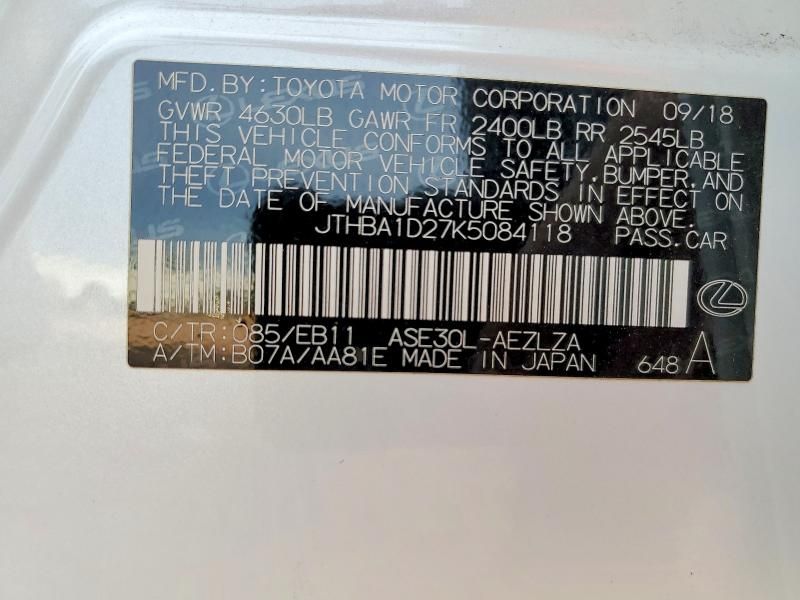 MFD. BY: TOYOTA MOTOR CORPORATION 09/18
GVWR 4630LB GAWR FR 2400LB RR 2545LB
THIS VEHICLE CONFORMS TO ALL APPLICABLE
FEDERAL MOTOR VEHICLE SAFETY, BUMPER, AND
THEFT PREVENTION STANDARDS IN EFFECT ON
THE DATE OF MANUFACTURE SHOWN ABOVE.
JTHBA1D27K5084118 PASS.CAR
C/TR:085/EB11 ASE30L-AEZLZA
A/TM:B07A/AA81E MADE IN JAPAN 648 A